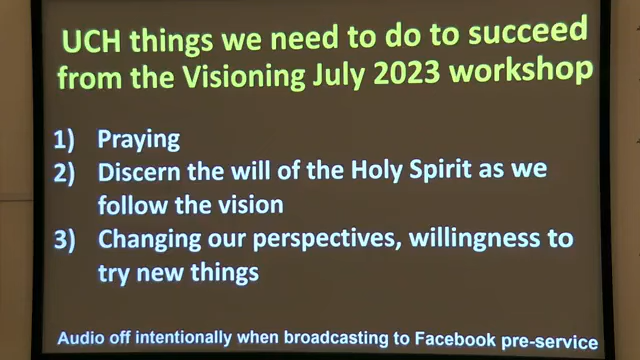 UCH things we need to do to succeed
from the Visioning July 2023 workshop
1) Praying
2) Discern the will of the Holy Spirit as we
follow the vision
3) Changing our perspectives, willingness to
try new things
Audio off intentionally when broadcasting to Facebook pre-service